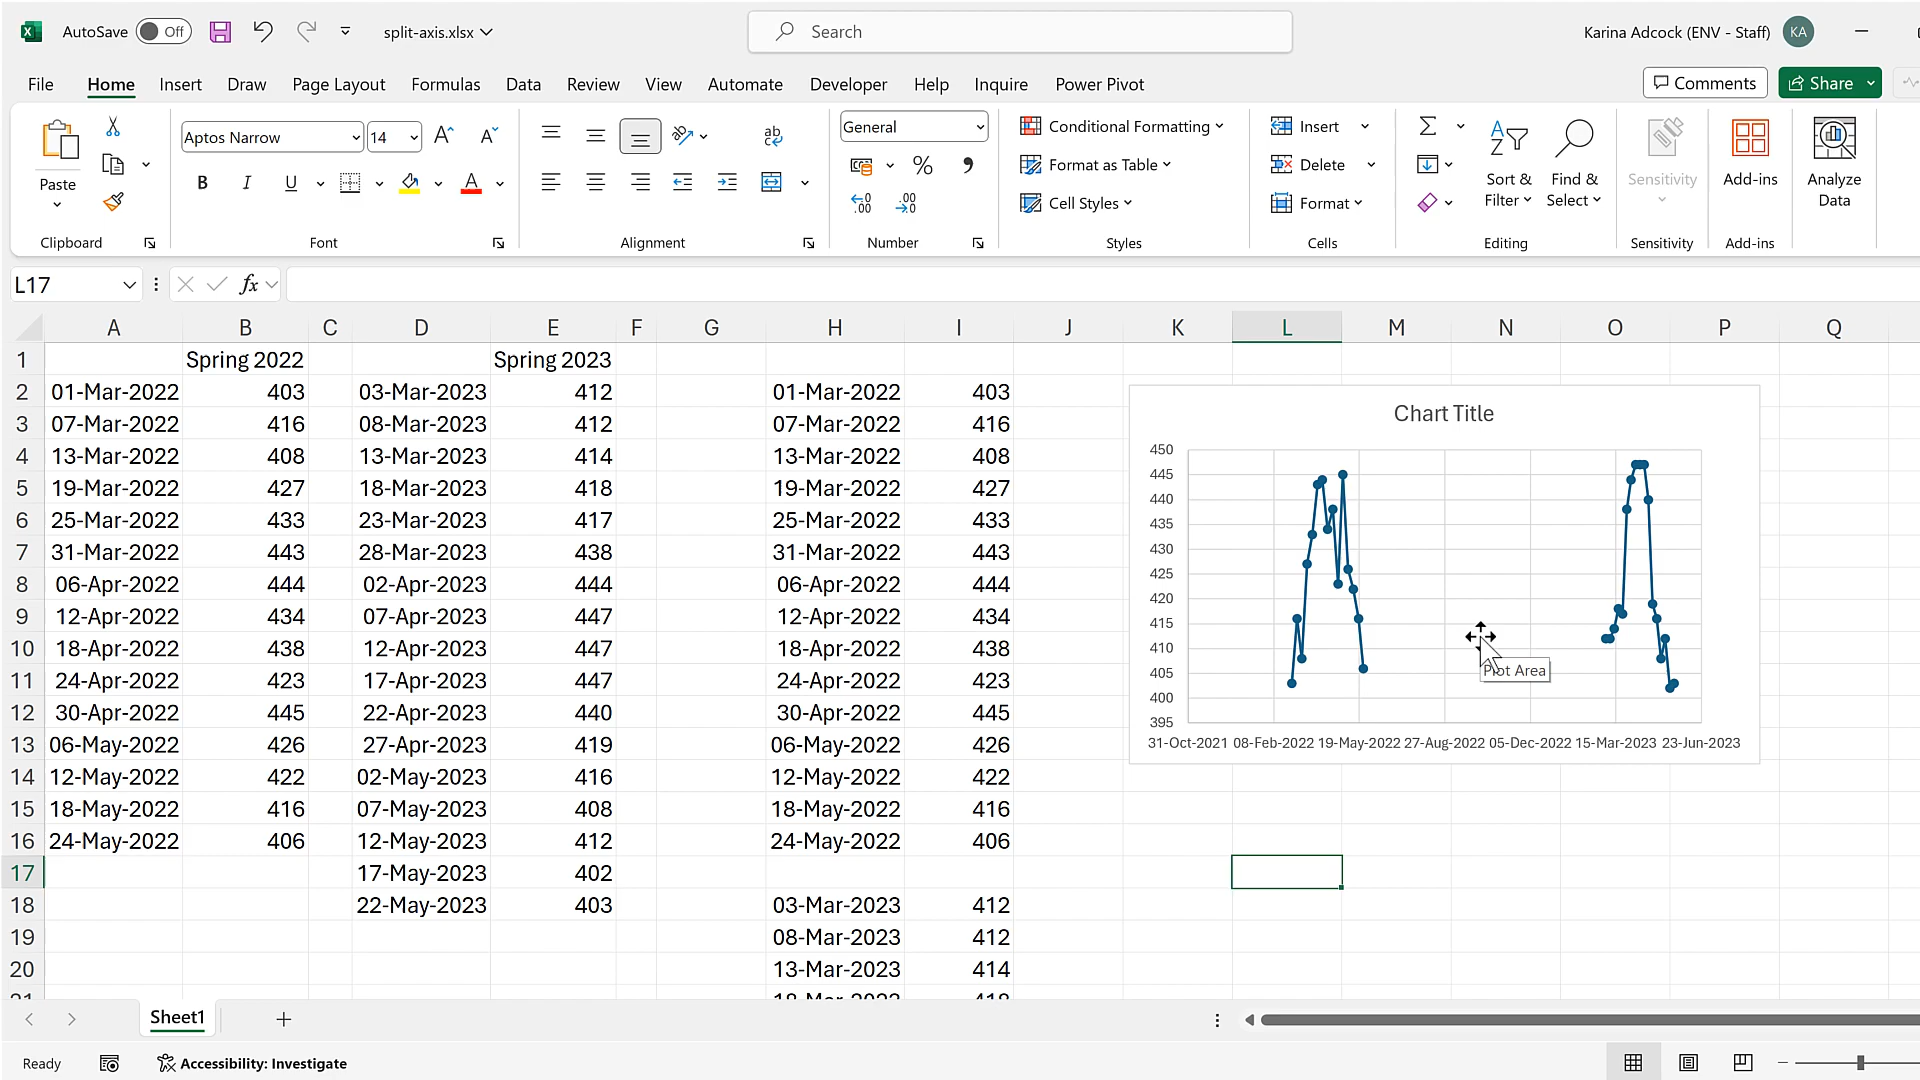 AutoSave Off split-axis.xlsx Search Karina Adcock (ENV - Staff) KA
File Home Insert Draw Page Layout Formulas Data Review View Automate Developer Help Inquire Power Pivot Comments Share
Paste
Clipboard
Aptos Narrow 14
B I U A
Font
ab
Alignment
General
%
Number
Conditional Formatting
Format as Table
Cell Styles
Styles
Insert
Delete
Format
Cells
Sort & Filter
Find & Select
Editing
Sensitivity
Sensitivity
Add-ins
Add-ins
Analyze Data
L17 fx
A B C D E F G H I J K L M N O P Q
1 Spring 2022 Spring 2023
2 01-Mar-2022 403 03-Mar-2023 412 01-Mar-2022 403
3 07-Mar-2022 416 08-Mar-2023 412 07-Mar-2022 416
4 13-Mar-2022 408 13-Mar-2023 414 13-Mar-2022 408
5 19-Mar-2022 427 18-Mar-2023 418 19-Mar-2022 427
6 25-Mar-2022 433 23-Mar-2023 417 25-Mar-2022 433
7 31-Mar-2022 443 28-Mar-2023 438 31-Mar-2022 443
8 06-Apr-2022 444 02-Apr-2023 444 06-Apr-2022 444
9 12-Apr-2022 434 07-Apr-2023 447 12-Apr-2022 434
10 18-Apr-2022 438 12-Apr-2023 447 18-Apr-2022 438
11 24-Apr-2022 423 17-Apr-2023 447 24-Apr-2022 423
12 30-Apr-2022 445 22-Apr-2023 440 30-Apr-2022 445
13 06-May-2022 426 27-Apr-2023 419 06-May-2022 426
14 12-May-2022 422 02-May-2023 416 12-May-2022 422
15 18-May-2022 416 07-May-2023 408 18-May-2022 416
16 24-May-2022 406 12-May-2023 412 24-May-2022 406
17 17-May-2023 402
18 22-May-2023 403 03-Mar-2023 412
19 08-Mar-2023 412
20 13-Mar-2023 414
Chart Title
450
445
440
435
430
425
420
415
410
405
400
395
31-Oct-2021 08-Feb-2022 19-May-2022 27-Aug-2022 05-Dec-2022 15-Mar-2023 23-Jun-2023
Plot Area
Sheet1
Ready Accessibility: Investigate